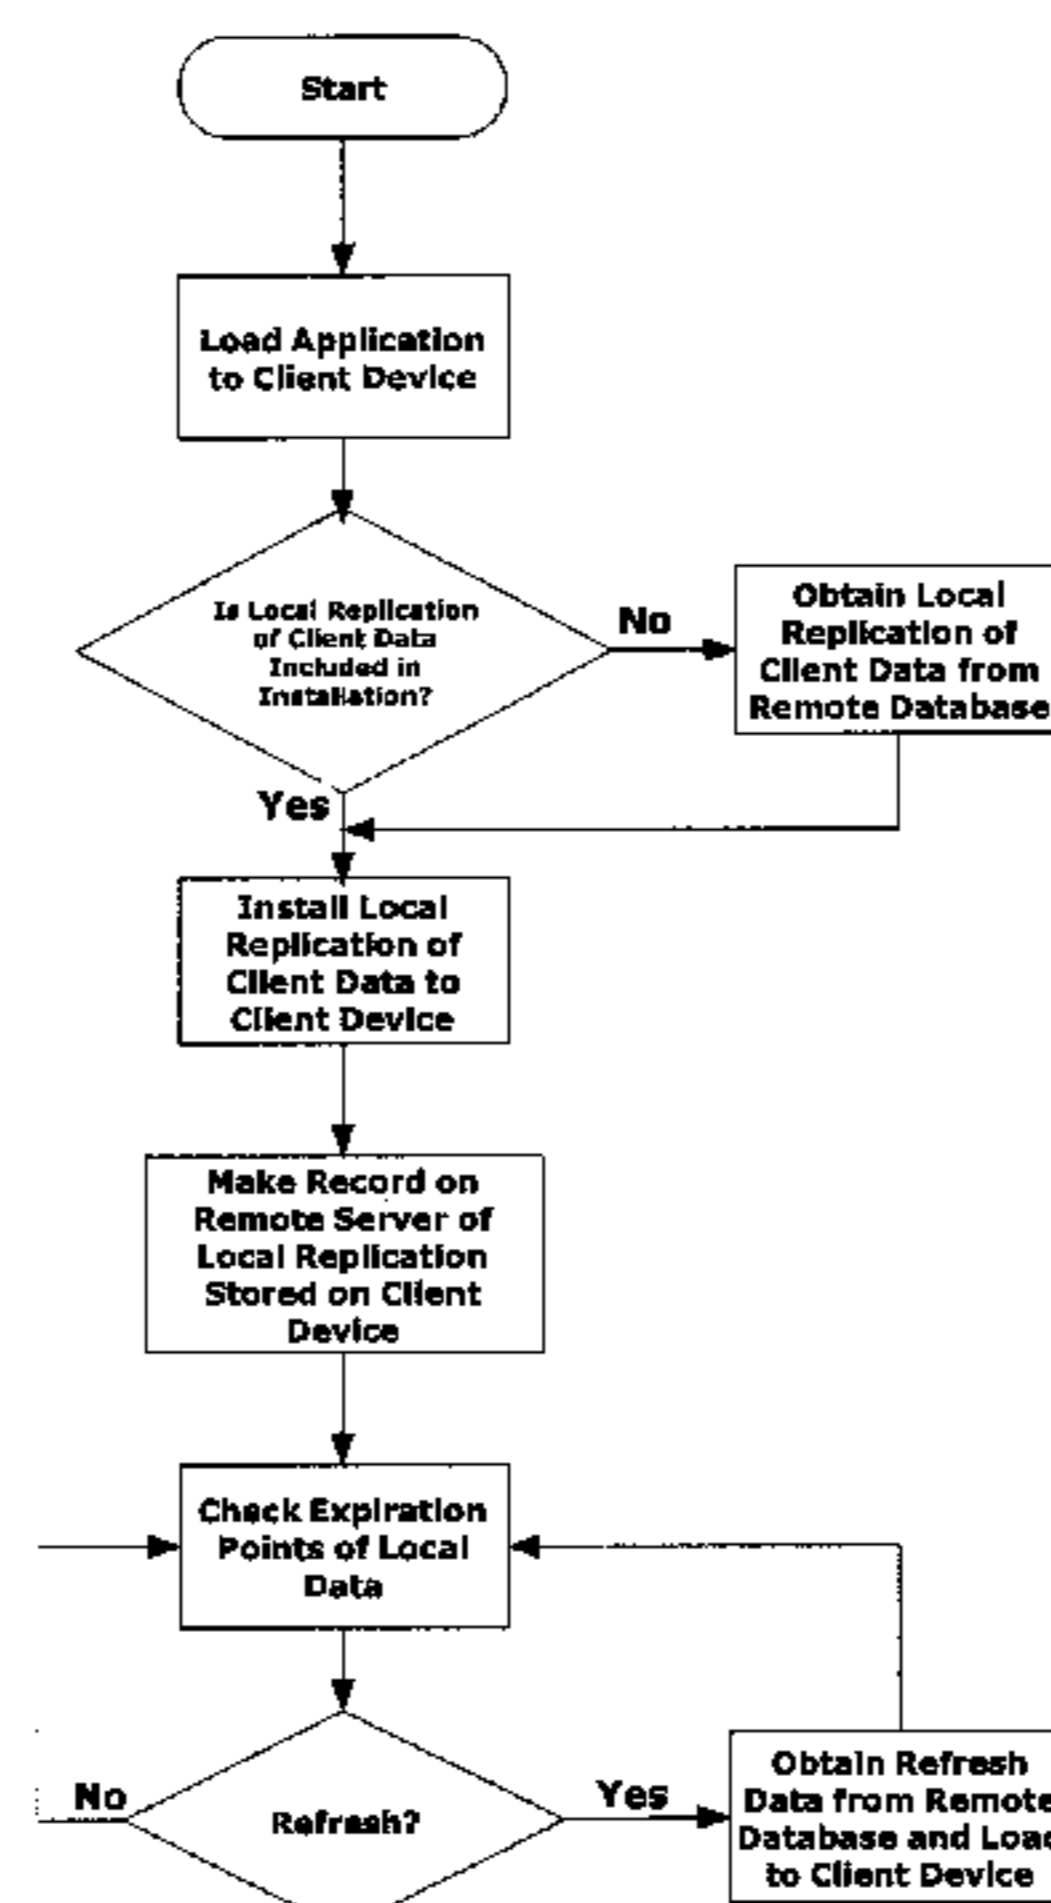 Start
Load Application
to Client Device
Is Local Replication
of Client Data
Included in
Installation?
No
Obtain Local
Replication of
Client Data from
Remote Database
Yes
Install Local
Replication of
Client Data to
Client Device
Make Record on
Remote Server of
Local Replication
Stored on Client
Device
Check Expiration
Points of Local
Data
No
Refresh?
Yes
Obtain Refresh
Data from Remote
Database and Load
to Client Device